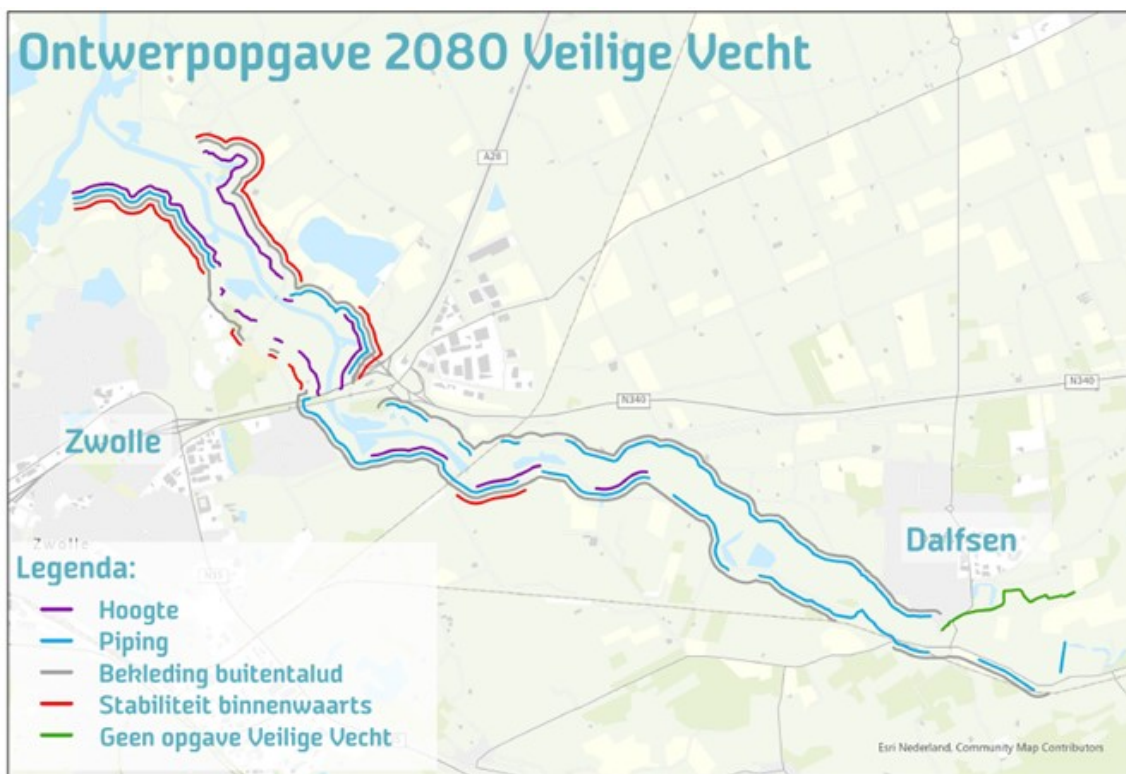 Ontwerpopgave 2080 Veilige Vecht
A28
N340
N340
Zwolle
Dalfsen
Zwolle
N35
Legenda:
Hoogte
Piping
Bekleding buitentalud
Stabiliteit binnenwaarts
Geen opgave Veilige Vecht
Esri Nederland, Community Map Contributors